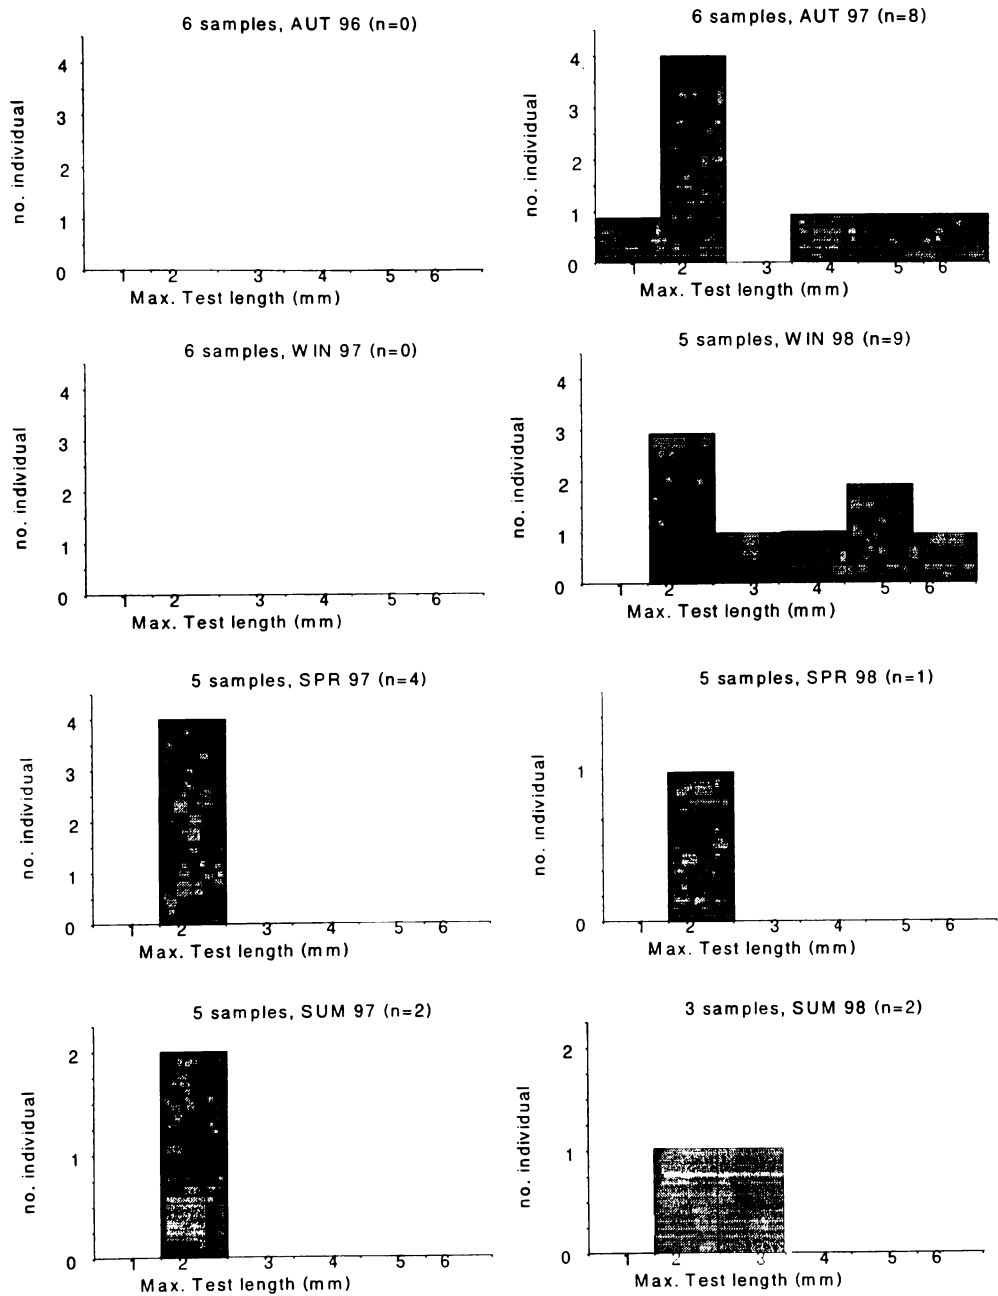 6 samples, AUT 96 (n=0)
no. individual
4
3
2
1
0
1 2 3 4 5 6
Max. Test length (mm)
6 samples, AUT 97 (n=8)
no. individual
4
3
2
1
0
1 2 3 4 5 6
Max. Test length (mm)
6 samples, WIN 97 (n=0)
no. individual
4
3
2
1
0
1 2 3 4 5 6
Max. Test length (mm)
5 samples, WIN 98 (n=9)
no. individual
4
3
2
1
0
1 2 3 4 5 6
Max. Test length (mm)
5 samples, SPR 97 (n=4)
no. individual
4
3
2
1
0
1 2 3 4 5 6
Max. Test length (mm)
5 samples, SPR 98 (n=1)
no. individual
1
0
1 2 3 4 5 6
Max. Test length (mm)
5 samples, SUM 97 (n=2)
no. individual
2
1
0
1 2 3 4 5 6
Max. Test length (mm)
3 samples, SUM 98 (n=2)
no. individual
2
1
0
1 2 3 4 5 6
Max. Test length (mm)